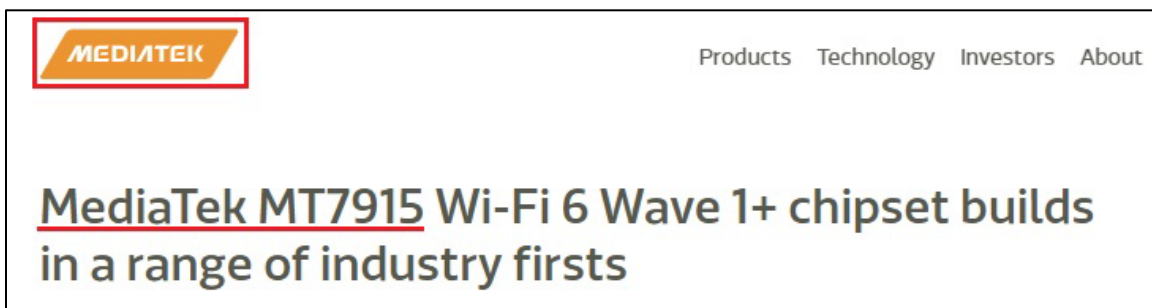 MEDIATEK
Products Technology Investors About
MediaTek MT7915 Wi-Fi 6 Wave 1+ chipset builds
in a range of industry firsts